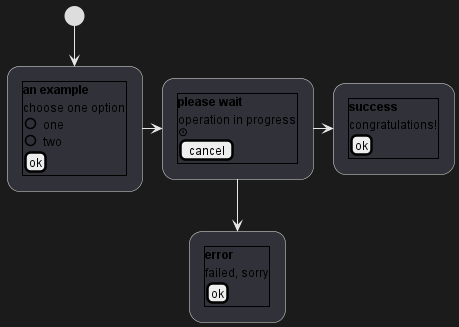 an example
choose one option
one
two
ok
please wait
operation in progress
cancel
success
congratulations!
ok
error
failed, sorry
ok